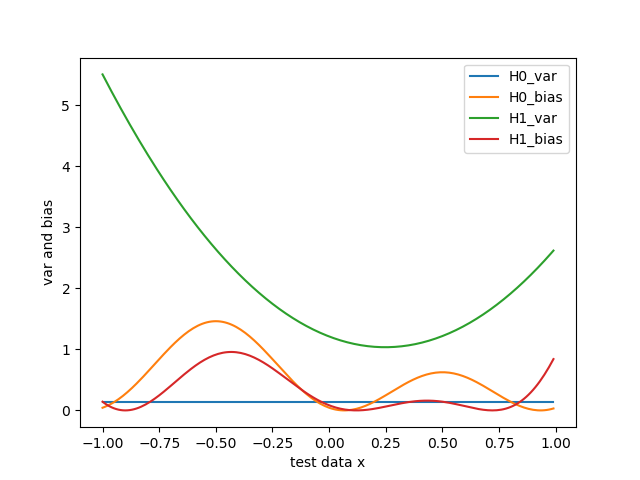 H0_var
H0_bias
H1_var
H1_bias
var and bias
5
4
3
2
1
0
−1.00 −0.75 −0.50 −0.25 0.00 0.25 0.50 0.75 1.00
test data x